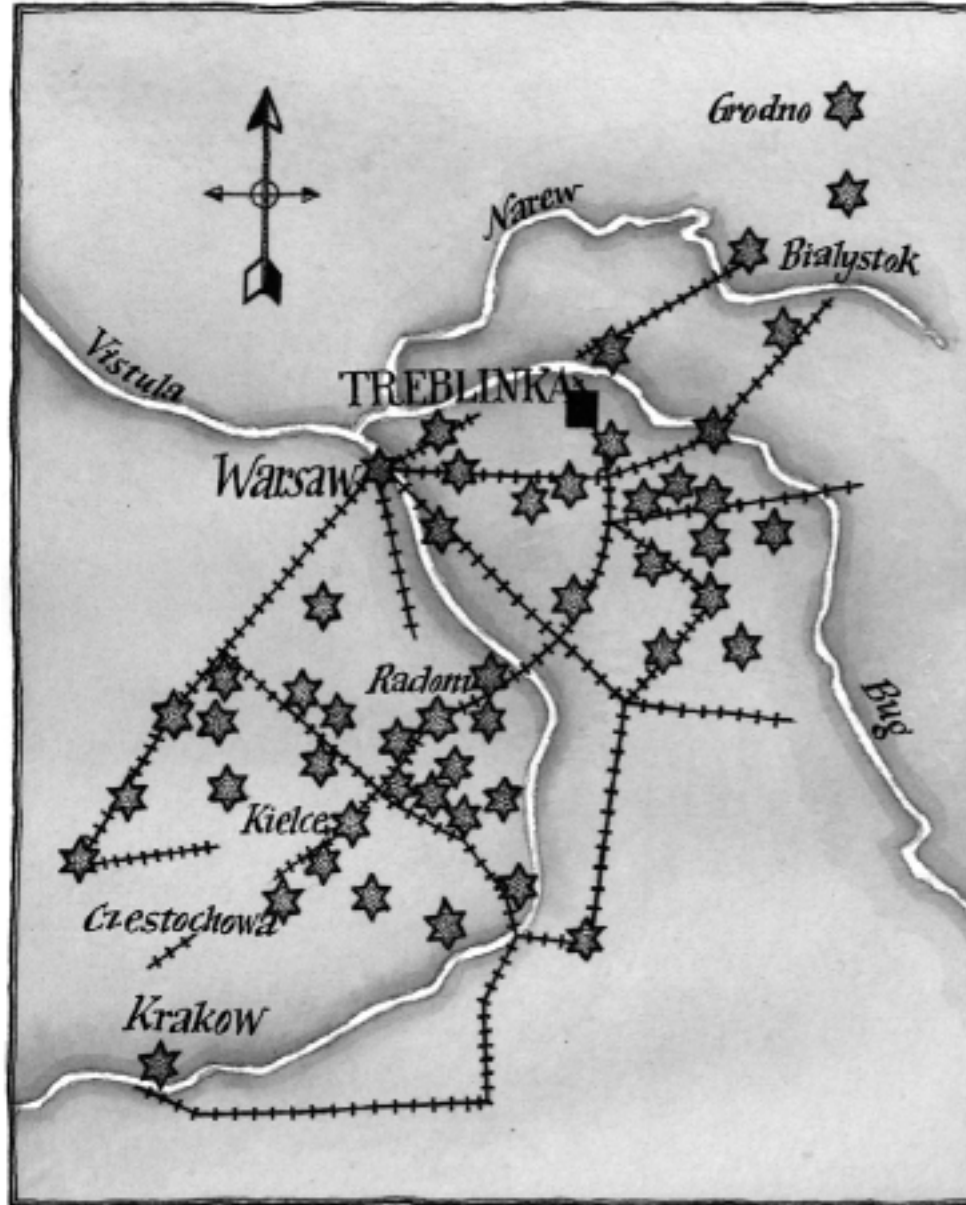 Grodno
Narew
Bialystok
Vistula
TREBLINKA
Warsaw
Radom
Bug
Kielce
Czestochowa
Krakow